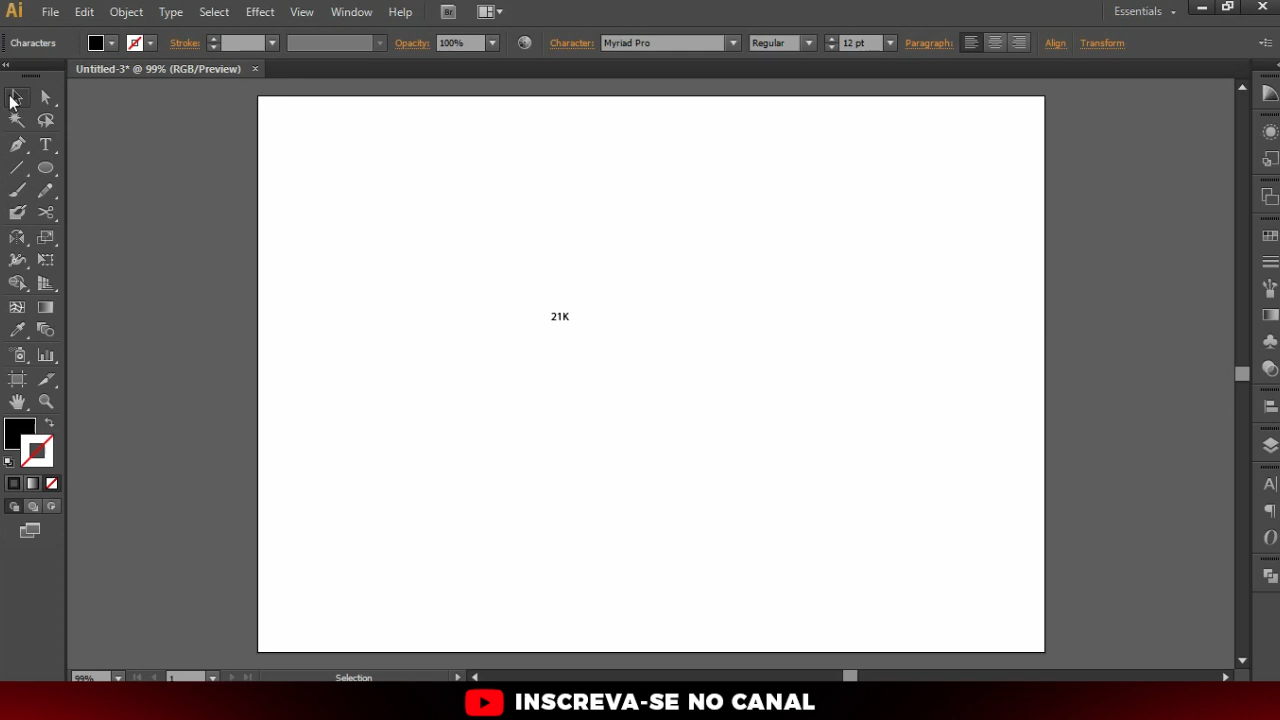 Ai File Edit Object Type Select Effect View Window Help Br Essentials
Characters Stroke: Opacity: 100% Character: Myriad Pro Regular 12 pt Paragraph: Align Transform
Untitled-3* @ 99% (RGB/Preview)
21K
99% 1 Selection
INSCREVA-SE NO CANAL